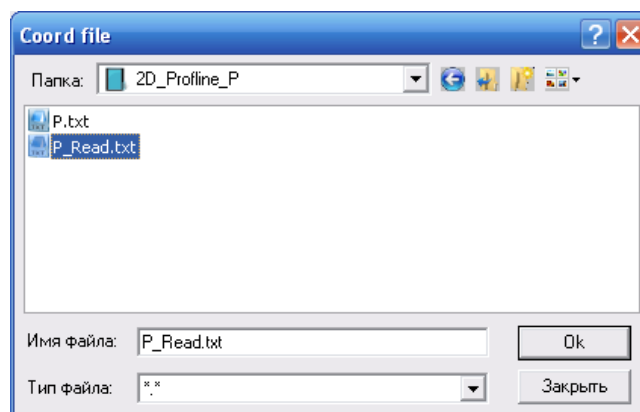 Coord file
Папка: 2D_Profline_P
P.txt
P_Read.txt
Имя файла: P_Read.txt Ok
Тип файла: *.* Закрыть